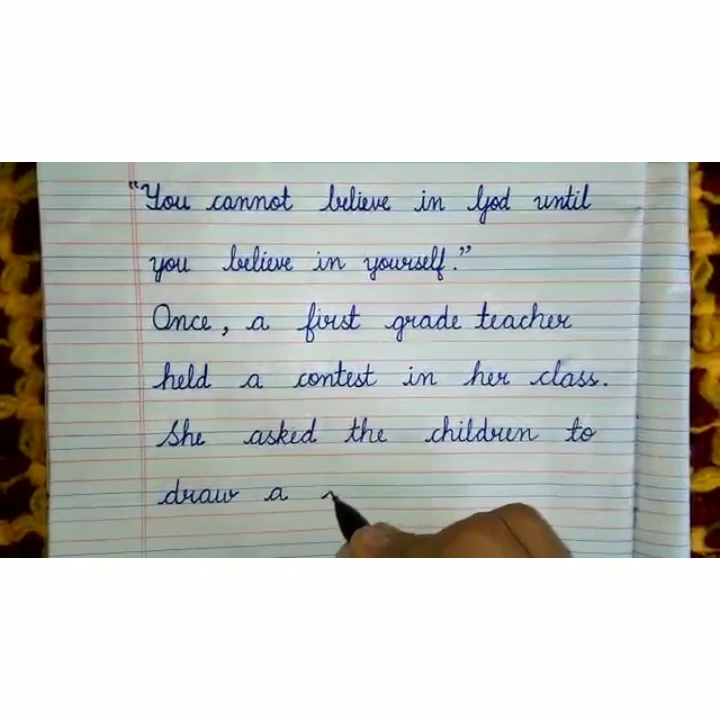 "You cannot believe in God until
you believe in yourself."
Once, a first grade teacher
held a contest in her class.
She asked the children to
draw a